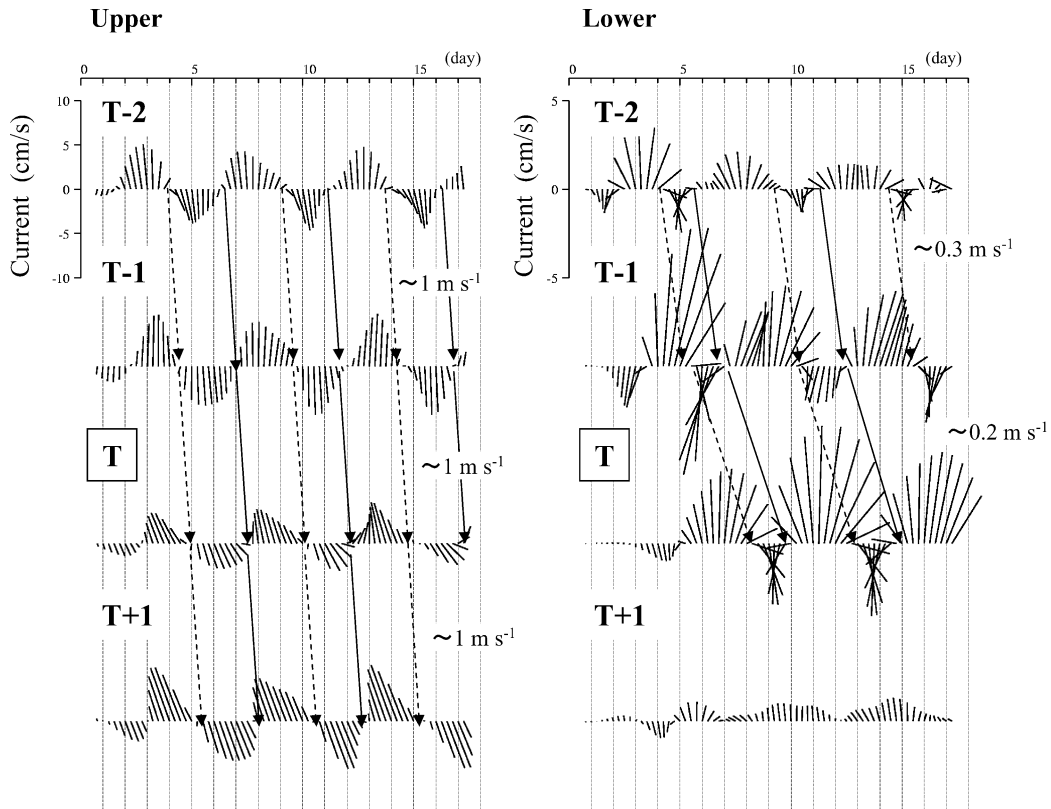 Upper
Lower
0 5 10 15 (day)
0 5 10 15 (day)
Current (cm/s)
10
5
0
-5
-10
T-2
T-1
T
T+1
～1 m s-1
～1 m s-1
～1 m s-1
Current (cm/s)
5
0
-5
T-2
T-1
T
T+1
～0.3 m s-1
～0.2 m s-1